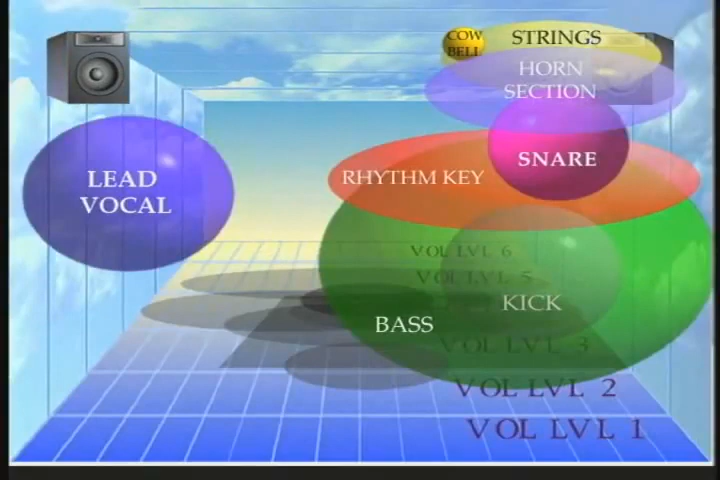 COW
BELL
STRINGS
HORN
SECTION
SNARE
LEAD
VOCAL
RHYTHM KEY
VOL LVL 6
VOL LVL 5
KICK
BASS
VOL LVL 3
VOL LVL 2
VOL LVL 1